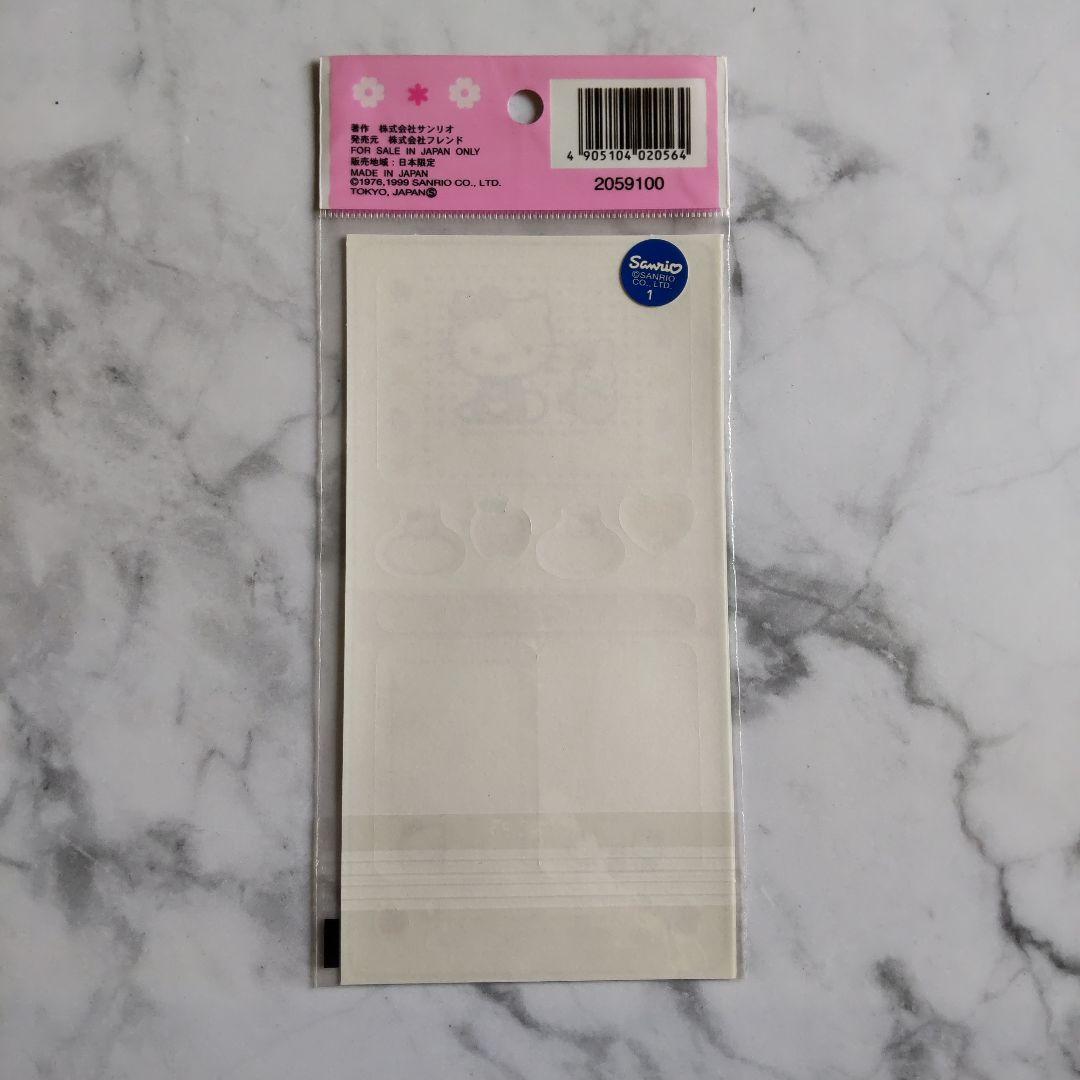 著作 株式会社サンリオ
発売元 株式会社フレンド
FOR SALE IN JAPAN ONLY
販売地域:日本限定
MADE IN JAPAN
©1976,1999 SANRIO CO., LTD.
TOKYO, JAPANⓈ
4 905104 020564
2059100
Sanrio
©SANRIO
CO., LTD.
1